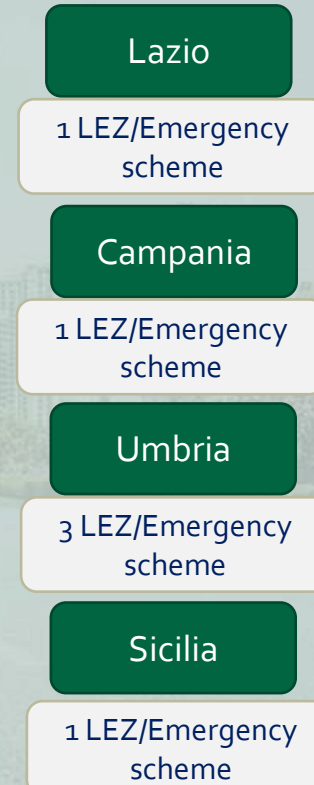 Lazio
1 LEZ/Emergency
scheme
Campania
1 LEZ/Emergency
scheme
Umbria
3 LEZ/Emergency
scheme
Sicilia
1 LEZ/Emergency
scheme